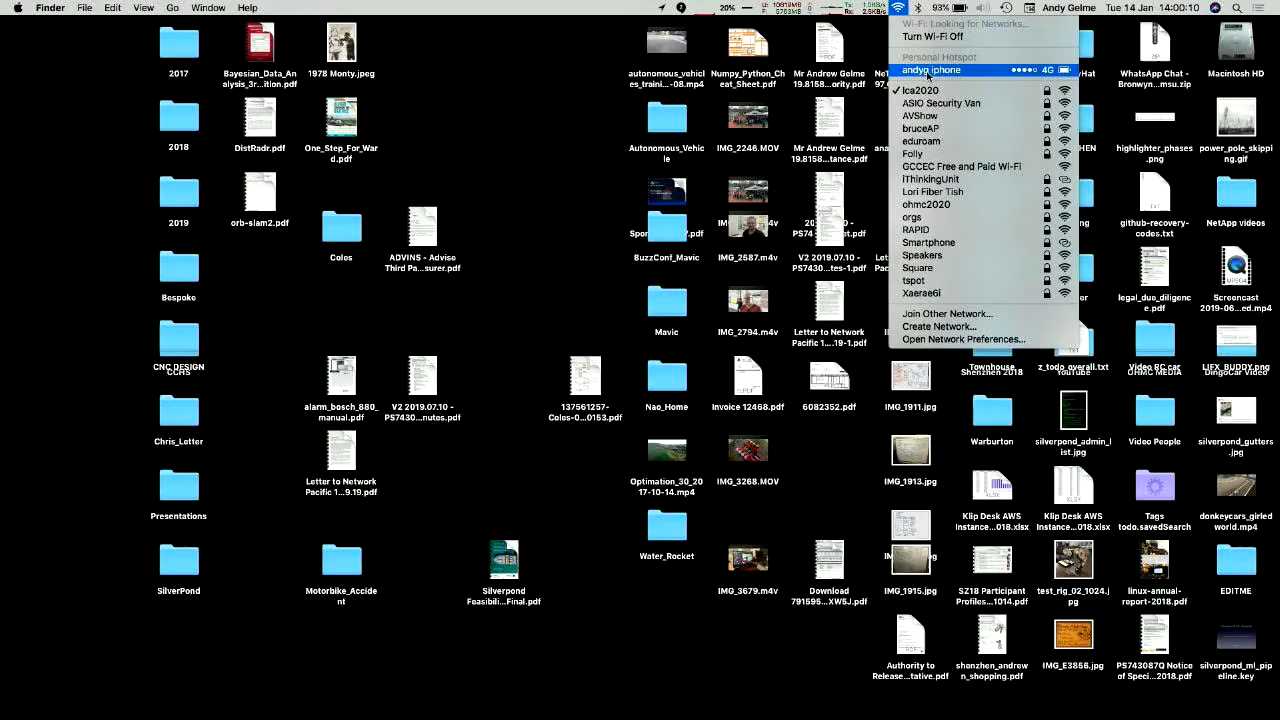 Finder File Edit View Go Window Help
20% 93% Andy Gelme Tue 14 Jan 14:00:10
Wi-Fi: Looking for Networks...
Turn Wi-Fi Off
Personal Hotspot
andyg iphone 4G
lca2020
ASIO Security Van
AVShow
bruceAP
eduroam
Folly
GCCEC Free and Paid Wi-Fi
iThinkingUnit
Lori Fiber Tish
ohmc2020
orgs
RAPID
Smartphone
Speakers
Square
tspot
Xaerae6i
Join Other Network...
Create Network...
Open Network Preferences...
2017
Bayesian_Data_An
alysis_3r...ition.pdf
1978 Monty.jpeg
autonomous_vehicl
es_traini...-08.mp4
Numpy_Python_Ch
eat_Sheet.pdf
Mr Andrew Gelme
19.8158...ority.pdf
WhatsApp Chat -
Bronwyn...msu.zip
Macintosh HD
2018
DistRadr.pdf
One_Step_For_War
d.pdf
Autonomous_Vehic
le
IMG_2246.MOV
Mr Andrew Gelme
19.8158...tance.pdf
highlighter_phases
.png
power_pole_skippi
ng.gif
2019
orb-slam2.pdf
github-recovery-
codes.txt
NetApp video
Coles
ADVINS - Advise
Third Pa...surer.pdf
BuzzConf_Mavic
IMG_2587.m4v
V2 2019.07.10 -
PS7430...tes-1.pdf
Bespoke
legal_due_diligenc
e.pdf
Screencast
2019-06...ed.mp4
Mavic
IMG_2794.m4v
Letter to Network
Pacific 1....19-1.pdf
CNC DESIGN
CCHS
Shenzhen 2018
Townhouse
YouTube
z_todo_overall.txt
OHMC MEDIA
Video RC car
alarm_bosch_880_
manual.pdf
V2 2019.07.10 -
PS7430...nutes.pdf
137561257-
Coles-0...0153.pdf
Nao_Home
Invoice 12468.pdf
6082352.pdf
IMG_1911.jpg
Chris_Letter
Warburton
silverpond_admin_l
ist.jpg
Video People
silverpond_gutters
.jpg
Letter to Network
Pacific 1...9.19.pdf
Optimation_30_20
17-10-14.mp4
IMG_3268.MOV
IMG_1913.jpg
Presentations
Klip Desk AWS
Instance...018.xlsx
Klip Desk AWS
Instance...018.xlsx
Tags
todo.savedSearch
donkeycars_girled
world.mp4
Water_Rocket
SilverPond
Motorbike_Accide
nt
Silverpond
Feasibili...Final.pdf
IMG_3679.m4v
Download
791595...XW5J.pdf
IMG_1915.jpg
SZ18 Participant
Profiles...1014.pdf
test_rig_02_1024.j
pg
linux-annual-
report-2018.pdf
EDITME
Authority to
Release...tative.pdf
shenzhen_andrew
n_shopping.pdf
IMG_E3856.jpg
PS743087Q Notice
of Speci...2018.pdf
silverpond_ml_pip
eline.key